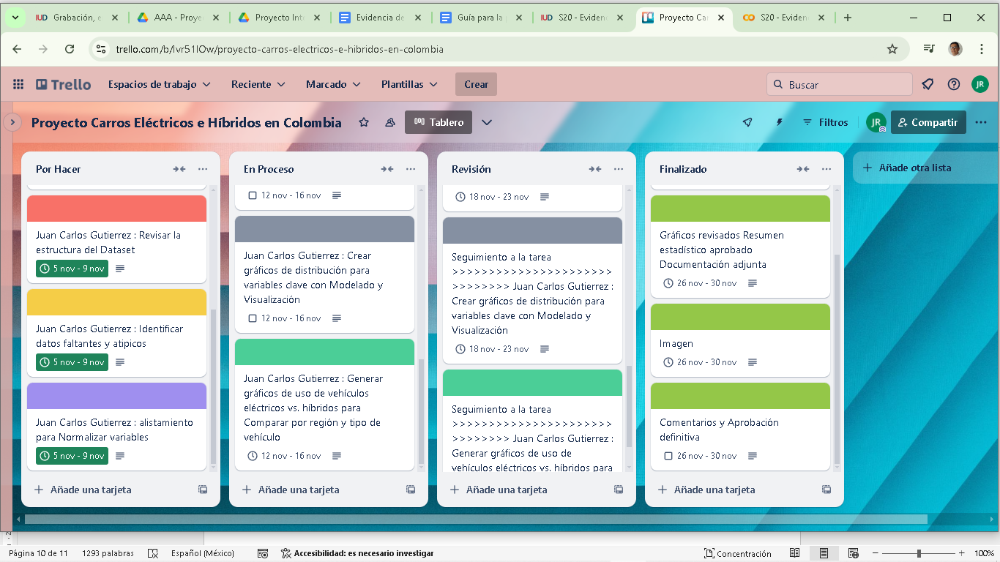 IUD Grabación, e
AAA - Proye
Proyecto Int
Evidencia de
Guía para la
IUD S20 - Eviden
Proyecto Ca
S20 - Eviden
trello.com/b/lvr51lOw/proyecto-carros-electricos-e-hibridos-en-colombia
Trello
Espacios de trabajo
Reciente
Marcado
Plantillas
Crear
Buscar
JR
Proyecto Carros Eléctricos e Híbridos en Colombia
Tablero
Filtros
JR
Compartir
Por Hacer
Juan Carlos Gutierrez : Revisar la
estructura del Dataset
5 nov - 9 nov
Juan Carlos Gutierrez : Identificar
datos faltantes y atipicos
5 nov - 9 nov
Juan Carlos Gutierrez : alistamiento
para Normalizar variables
5 nov - 9 nov
Añade una tarjeta
En Proceso
12 nov - 16 nov
Juan Carlos Gutierrez : Crear
gráficos de distribución para
variables clave con Modelado y
Visualización
12 nov - 16 nov
Juan Carlos Gutierrez : Generar
gráficos de uso de vehículos
eléctricos vs. híbridos para
Comparar por región y tipo de
vehículo
12 nov - 16 nov
Añade una tarjeta
Revisión
18 nov - 23 nov
Seguimiento a la tarea
>>>>>>>>>>>>>>>>>>>>>>
>>>>>>>> Juan Carlos Gutierrez :
Crear gráficos de distribución para
variables clave con Modelado y
Visualización
18 nov - 23 nov
Seguimiento a la tarea
>>>>>>>>>>>>>>>>>>>>>>
>>>>>>>> Juan Carlos Gutierrez :
Generar gráficos de uso de
vehículos eléctricos vs. híbridos para
Añade una tarjeta
Finalizado
Gráficos revisados Resumen
estadístico aprobado
Documentación adjunta
26 nov - 30 nov
Imagen
26 nov - 30 nov
Comentarios y Aprobación
definitiva
26 nov - 30 nov
Añade una tarjeta
Añade otra lista
Página 10 de 11
1293 palabras
Español (México)
Accesibilidad: es necesario investigar
Concentración
100%